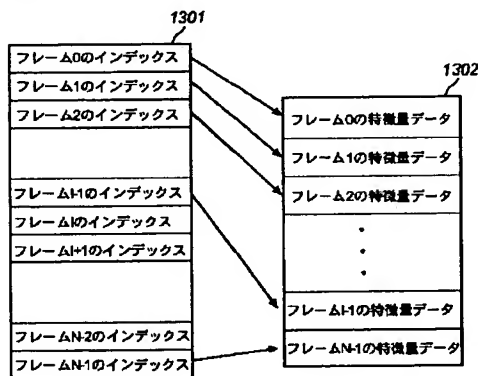 1301
フレーム0のインデックス
フレーム1のインデックス
フレーム2のインデックス
フレームI-1のインデックス
フレームIのインデックス
フレームI+1のインデックス
フレームN-2のインデックス
フレームN-1のインデックス
1302
フレーム0の特徴量データ
フレーム1の特徴量データ
フレーム2の特徴量データ
フレームI-1の特徴量データ
フレームN-1の特徴量データ